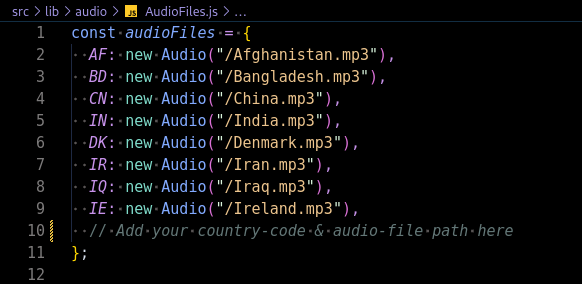 src > lib > audio > JS AudioFiles.js > ...
1 const audioFiles = {
2 AF: new Audio("/Afghanistan.mp3"),
3 BD: new Audio("/Bangladesh.mp3"),
4 CN: new Audio("/China.mp3"),
5 IN: new Audio("/India.mp3"),
6 DK: new Audio("/Denmark.mp3"),
7 IR: new Audio("/Iran.mp3"),
8 IQ: new Audio("/Iraq.mp3"),
9 IE: new Audio("/Ireland.mp3"),
10 // Add your country-code & audio-file path here
11 };
12